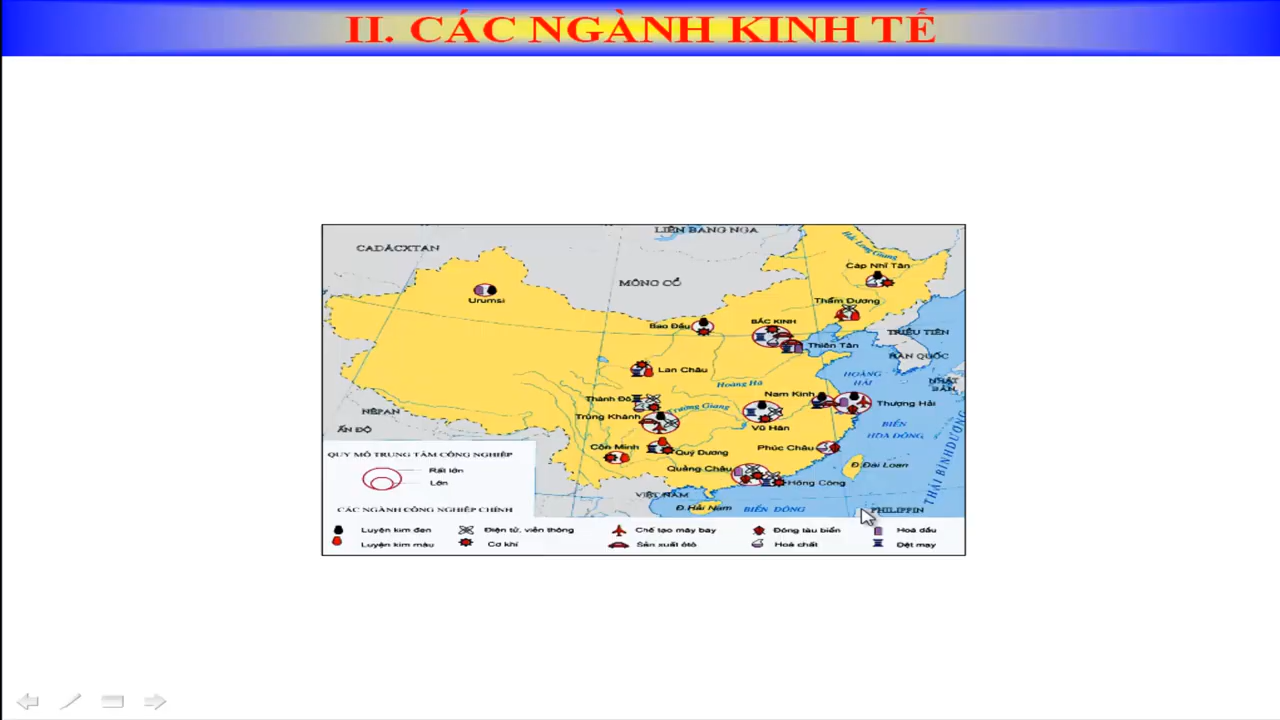 II. CÁC NGÀNH KINH TẾ
LIÊN BANG NGA
CADĂCXTAN
Hắc Long Giang
Cáp Nhĩ Tân
MÔNG CỔ
Urumsi
Thẩm Dương
Bao Đầu
BẮC KINH
TRIỀU TIÊN
Thiên Tân
HÀN QUỐC
Lan Châu
HOÀNG
HẢI
NHẬT
BẢN
Hoàng Hà
Thành Đô
Nam Kinh
Thượng Hải
Trường Giang
NÊPAN
Trùng Khánh
BIỂN
HOA ĐÔNG
ẤN ĐỘ
Vũ Hán
Côn Minh
Quý Dương
Phúc Châu
THÁI BÌNH DƯƠNG
QUY MÔ TRUNG TÂM CÔNG NGHIỆP
Quảng Châu
Đ.Đài Loan
Rất lớn
Lớn
Hồng Công
VIỆT NAM
CÁC NGÀNH CÔNG NGHIỆP CHÍNH
Đ.Hải Nam
BIỂN ĐÔNG
PHILIPPIN
Luyện kim đen
Điện tử, viễn thông
Chế tạo máy bay
Đóng tàu biển
Hoá dầu
Luyện kim màu
Cơ khí
Sản xuất ôtô
Hoá chất
Dệt may